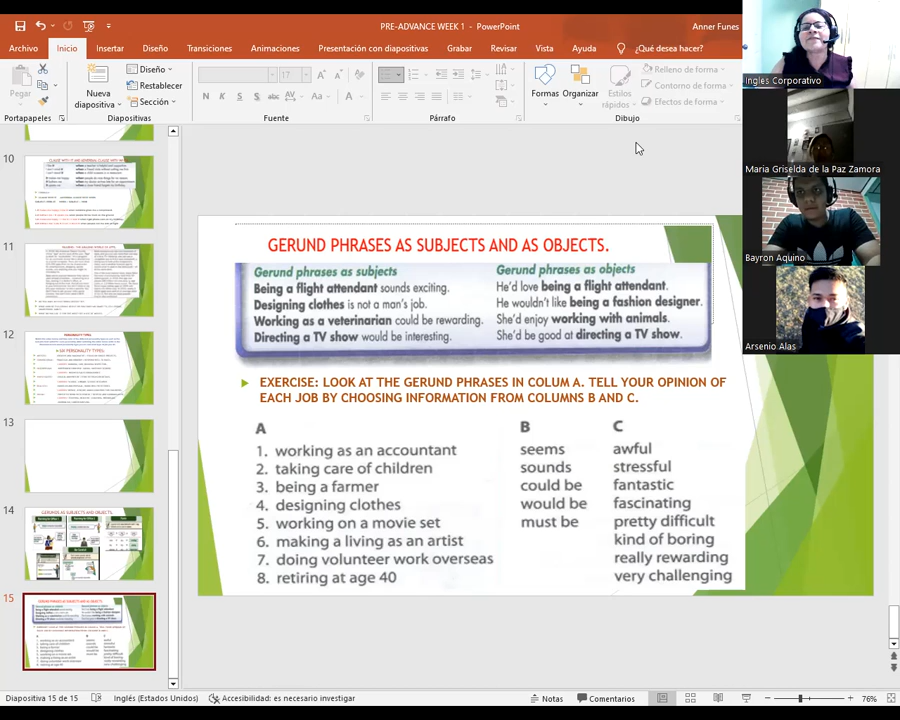 PRE-ADVANCE WEEK 1 - PowerPoint
Anner Funes
Archivo Inicio Insertar Diseño Transiciones Animaciones Presentación con diapositivas Grabar Revisar Vista Ayuda ¿Qué desea hacer?
Pegar
Nueva diapositiva
Diseño
Restablecer
Sección
17
N K S S abc AV Aa A
Formas
Organizar
Estilos rápidos
Relleno de forma
Contorno de forma
Efectos de forma
Portapapeles
Diapositivas
Fuente
Párrafo
Dibujo
Inglés Corporativo
Maria Griselda de la Paz Zamora
Bayron Aquino
Arsenio Alas
10
11
12
13
14
15
GERUND PHRASES AS SUBJECTS AND AS OBJECTS.
Gerund phrases as subjects
Being a flight attendant sounds exciting.
Designing clothes is not a man's job.
Working as a veterinarian could be rewarding.
Directing a TV show would be interesting.
Gerund phrases as objects
He'd love being a flight attendant.
He wouldn't like being a fashion designer.
She'd enjoy working with animals.
She'd be good at directing a TV show.
EXERCISE: LOOK AT THE GERUND PHRASES IN COLUM A. TELL YOUR OPINION OF
EACH JOB BY CHOOSING INFORMATION FROM COLUMNS B AND C.
A
1. working as an accountant
2. taking care of children
3. being a farmer
4. designing clothes
5. working on a movie set
6. making a living as an artist
7. doing volunteer work overseas
8. retiring at age 40
B
seems
sounds
could be
would be
must be
C
awful
stressful
fantastic
fascinating
pretty difficult
kind of boring
really rewarding
very challenging
Diapositiva 15 de 15
Inglés (Estados Unidos)
Accesibilidad: es necesario investigar
Notas
Comentarios
76%